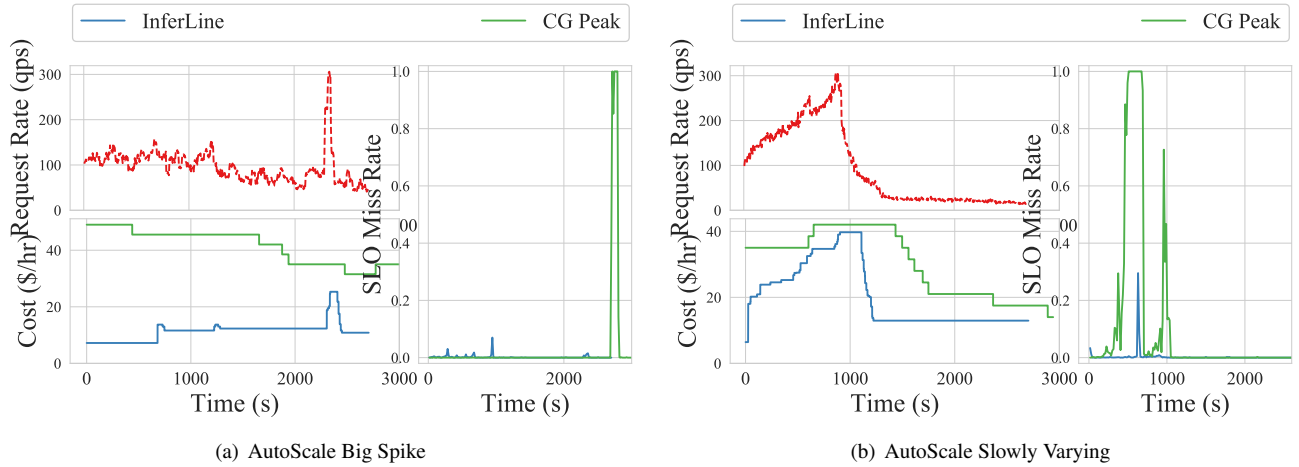 InferLine CG Peak
InferLine CG Peak
Request Rate (qps)
300
200
100
0
Cost ($/hr)
40
20
0
0 1000 2000 3000
Time (s)
SLO Miss Rate
1.0
0.8
0.6
00
0.4
0.2
0.0
0 2000
Time (s)
Request Rate (qps)
300
200
100
0
Cost ($/hr)
40
20
0
0 1000 2000 3000
Time (s)
SLO Miss Rate
1.0
0.8
0.6
00
0.4
0.2
0.0
0 1000 2000
Time (s)
(a) AutoScale Big Spike
(b) AutoScale Slowly Varying